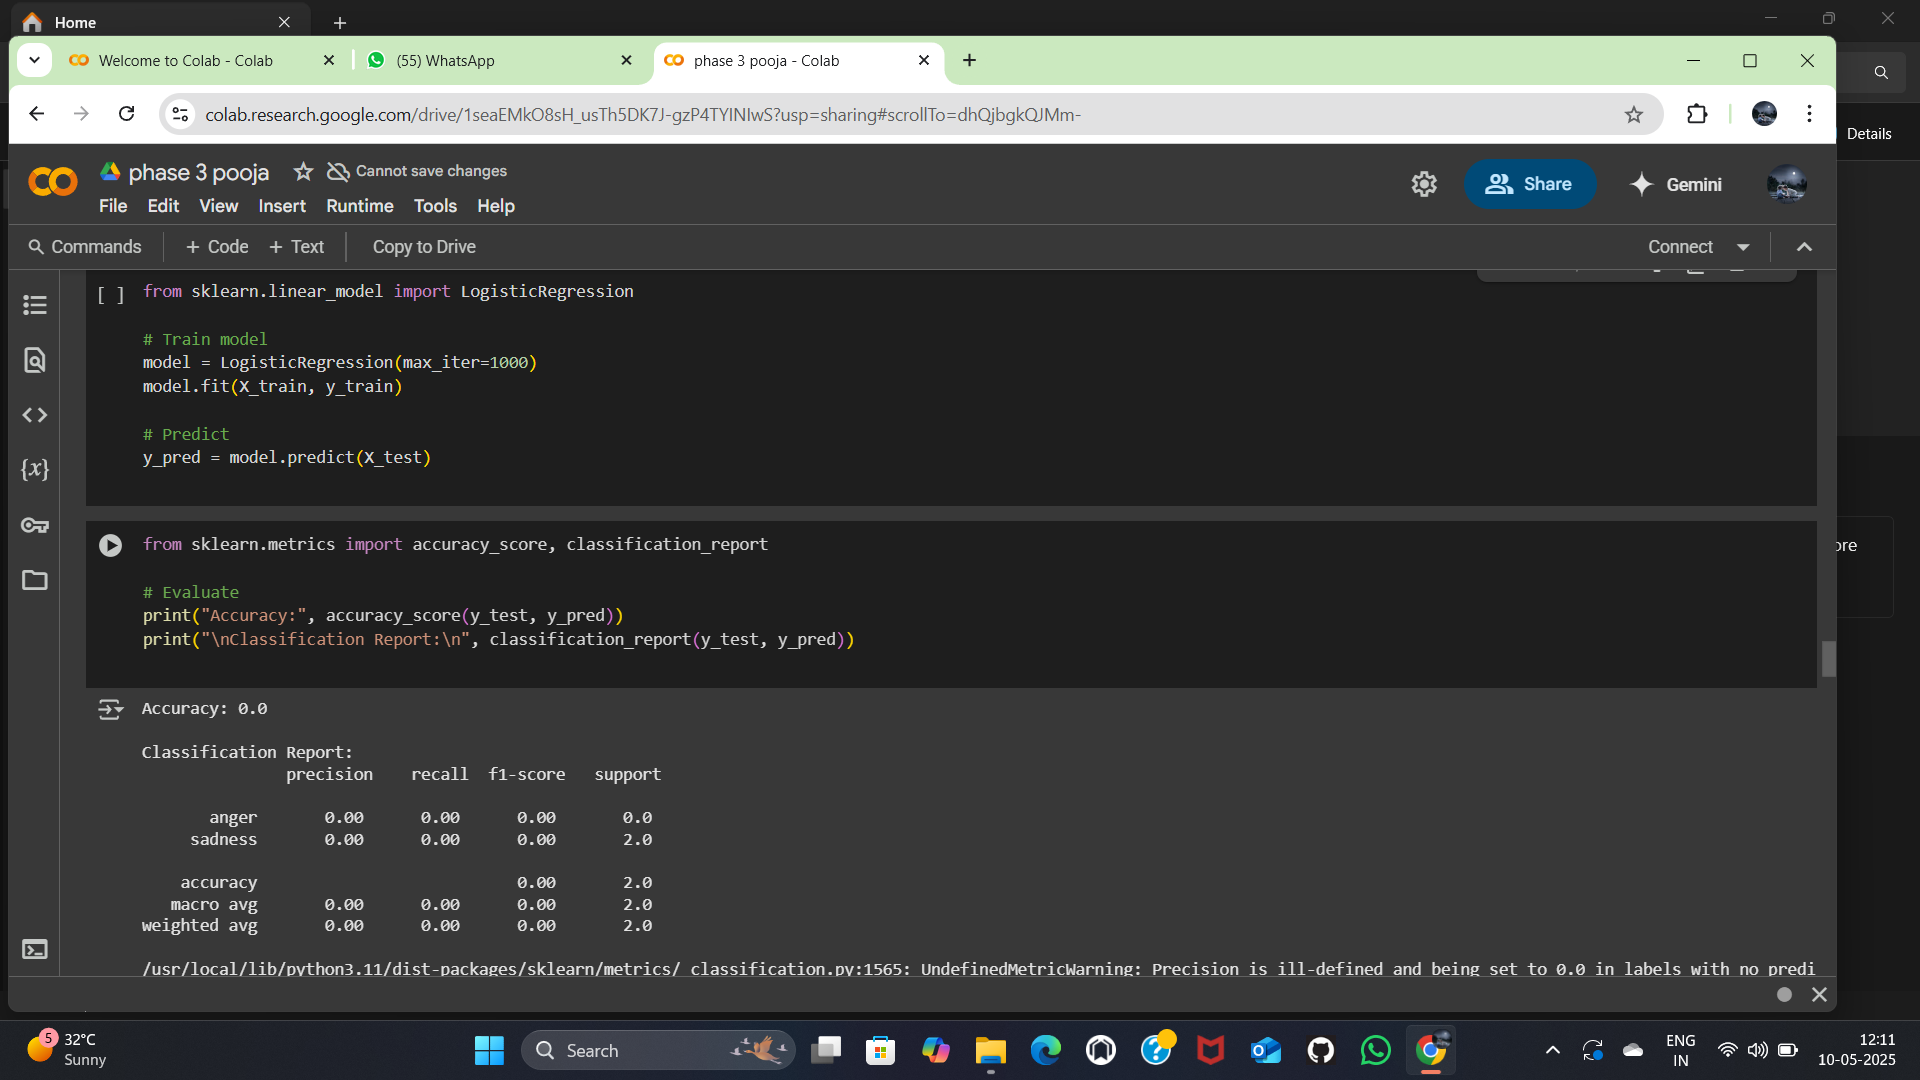 Home
Details
Welcome to Colab - Colab
(55) WhatsApp
phase 3 pooja - Colab
colab.research.google.com/drive/1seaEMkO8sH_usTh5DK7J-gzP4TYINIwS?usp=sharing#scrollTo=dhQjbgkQJMm-
phase 3 pooja
Cannot save changes
Share
Gemini
File Edit View Insert Runtime Tools Help
Commands
+ Code + Text
Copy to Drive
Connect
[ ] from sklearn.linear_model import LogisticRegression
# Train model
model = LogisticRegression(max_iter=1000)
model.fit(X_train, y_train)
# Predict
y_pred = model.predict(X_test)
from sklearn.metrics import accuracy_score, classification_report
# Evaluate
print("Accuracy:", accuracy_score(y_test, y_pred))
print("\nClassification Report:\n", classification_report(y_test, y_pred))
Accuracy: 0.0
Classification Report:
precision recall f1-score support
anger 0.00 0.00 0.00 0.0
sadness 0.00 0.00 0.00 2.0
accuracy 0.00 2.0
macro avg 0.00 0.00 0.00 2.0
weighted avg 0.00 0.00 0.00 2.0
/usr/local/lib/python3.11/dist-packages/sklearn/metrics/_classification.py:1565: UndefinedMetricWarning: Precision is ill-defined and being set to 0.0 in labels with no predi
5
32°C
Sunny
Search
ENG
IN
12:11
10-05-2025